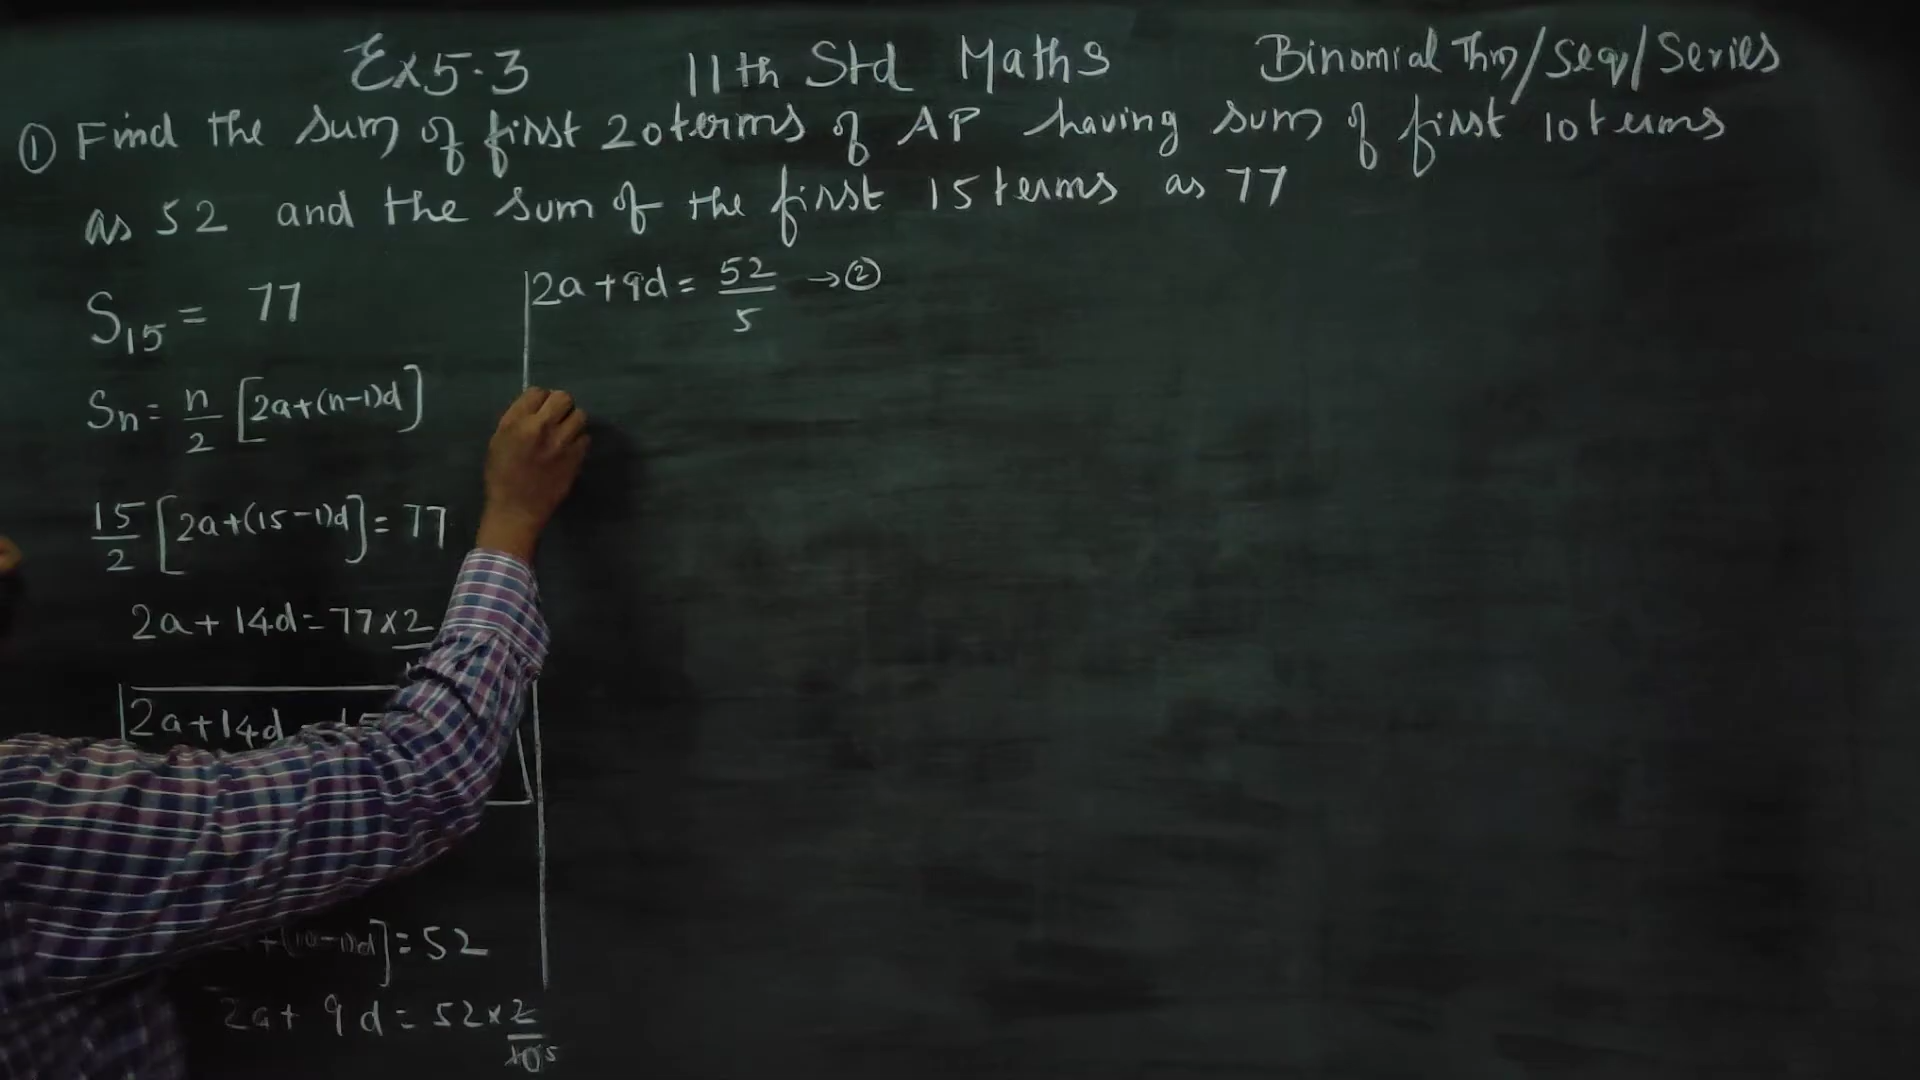 Ex 5.3 11th Std Maths Binomial Thm/Seq/Series
① Find the sum of first 20 terms of AP having sum of first 10 terms
as 52 and the sum of the first 15 terms as 77
S₁₅ = 77
Sn = n/2 [2a+(n-1)d]
15/2 [2a+(15-1)d] = 77
2a + 14d = 77 × 2
2a + 14d
+(10-1)d] = 52
2a + 9d = 52 × 2/10 5
2a + 9d = 52/5 → ②